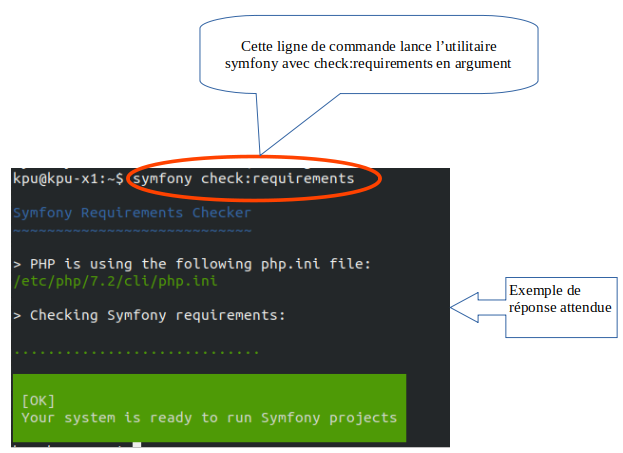 Cette ligne de commande lance l’utilitaire
symfony avec check:requirements en argument
kpu@kpu-x1:~$ symfony check:requirements
Symfony Requirements Checker
~~~~~~~~~~~~~~~~~~~~~~~~~~~~
> PHP is using the following php.ini file:
/etc/php/7.2/cli/php.ini
> Checking Symfony requirements:
.............................
[OK]
Your system is ready to run Symfony projects
Exemple de
réponse attendue